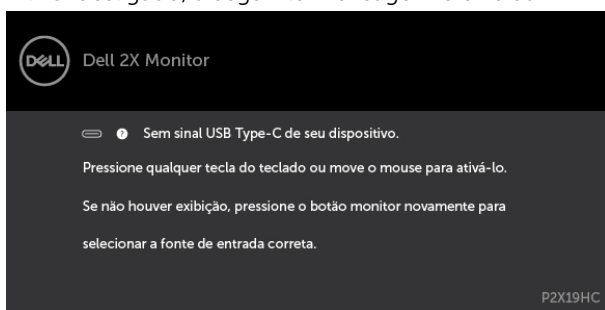 DELL
Dell 2X Monitor
Sem sinal USB Type-C de seu dispositivo.
Pressione qualquer tecla do teclado ou move o mouse para ativá-lo.
Se não houver exibição, pressione o botão monitor novamente para
selecionar a fonte de entrada correta.
P2X19HC